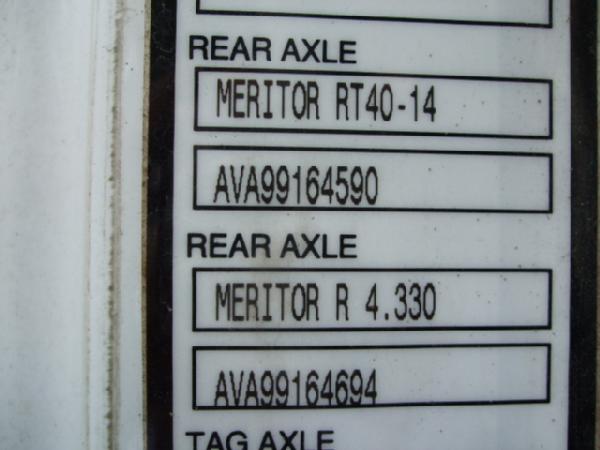 REAR AXLE
MERITOR RT40-14
AVA99164590
REAR AXLE
MERITOR R 4.330
AVA99164694
TAG AXLE